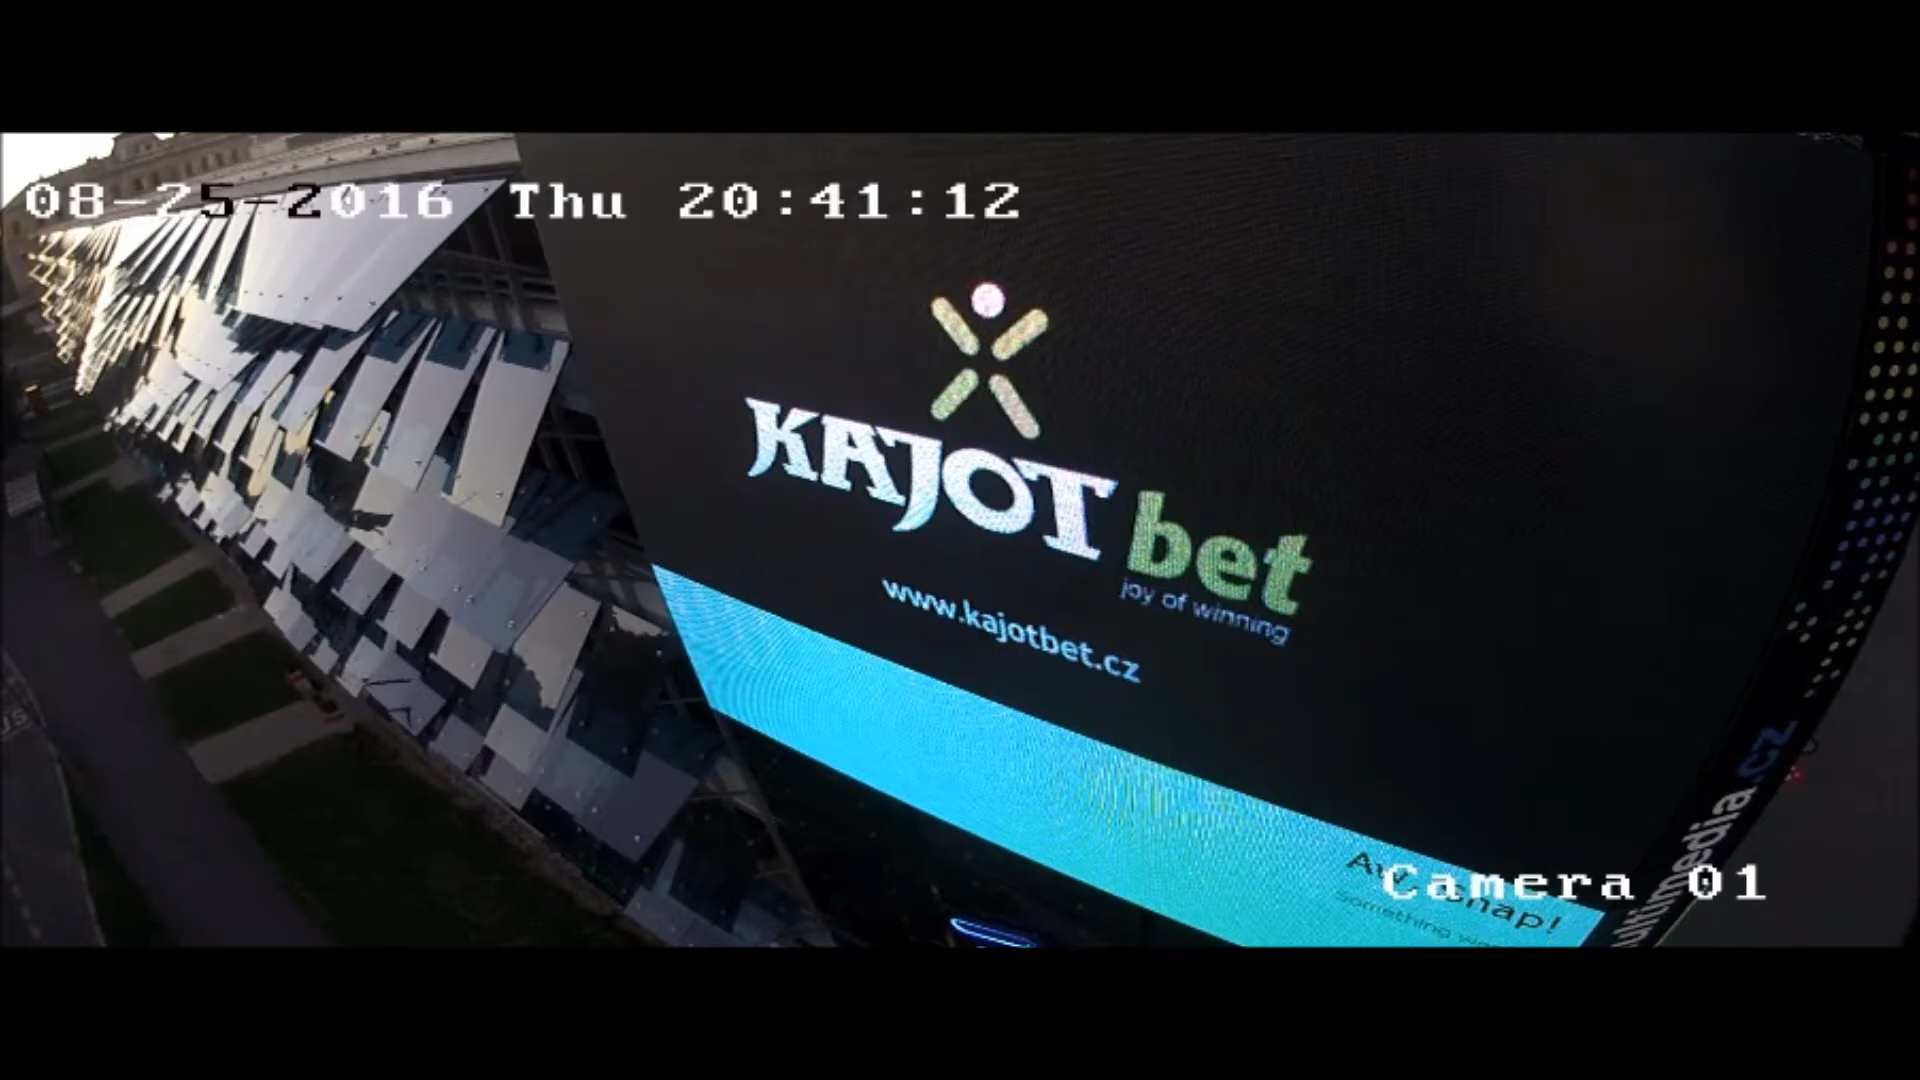 08-25-2016 Thu 20:41:12
KAJOT bet
joy of winning
www.kajotbet.cz
snap!
Something
Camera 01
.cz